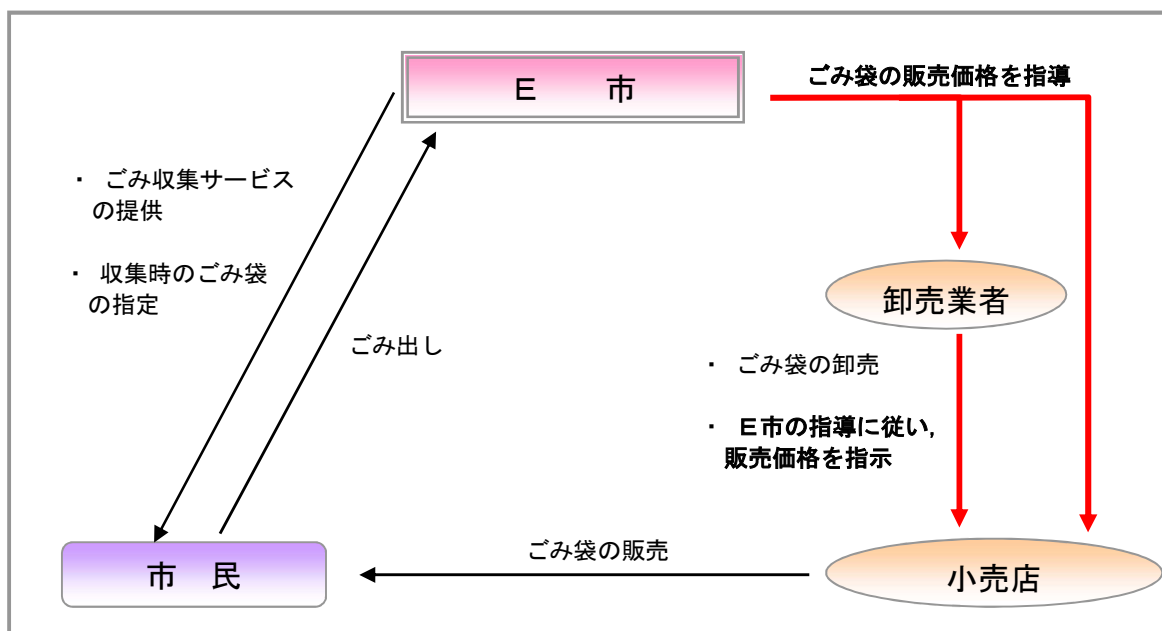 E　市
ごみ袋の販売価格を指導
・ ごみ収集サービス
の提供
・ 収集時のごみ袋
の指定
ごみ出し
卸売業者
・ ごみ袋の卸売
・ E市の指導に従い，
販売価格を指示
ごみ袋の販売
市　民
小売店